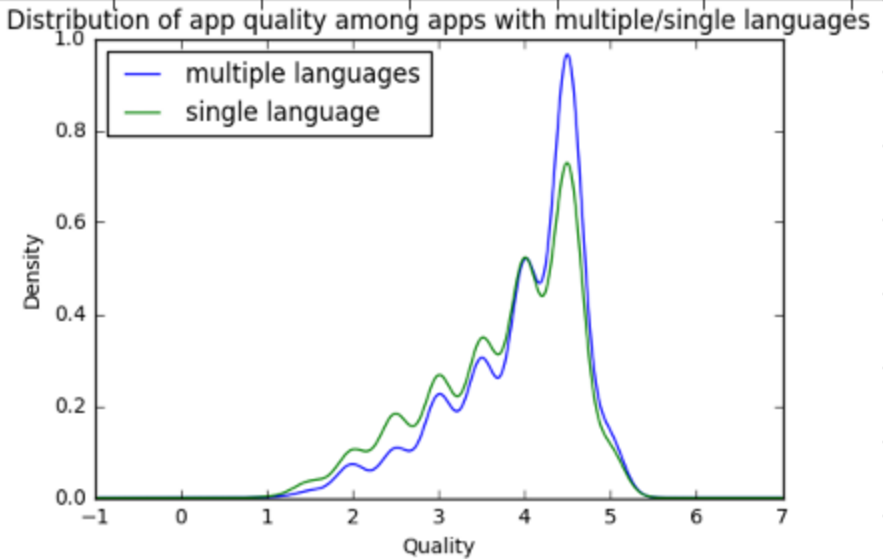 Distribution of app quality among apps with multiple/single languages
1.0
multiple languages
single language
0.8
0.6
0.4
0.2
0.0
Density
−1 0 1 2 3 4 5 6 7
Quality